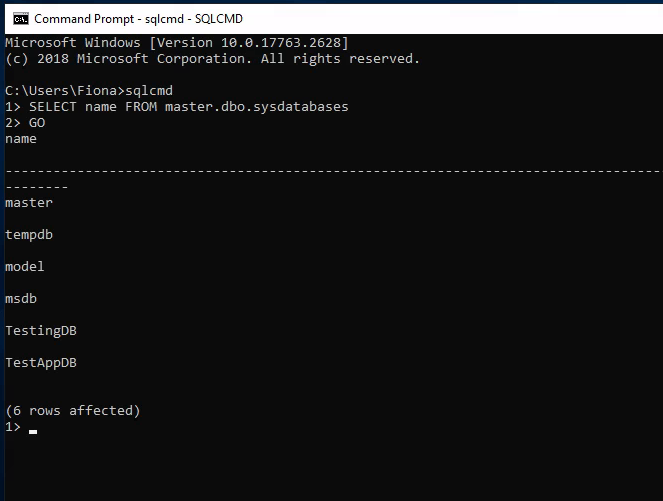 Command Prompt - sqlcmd - SQLCMD
Microsoft Windows [Version 10.0.17763.2628]
(c) 2018 Microsoft Corporation. All rights reserved.
C:\Users\Fiona>sqlcmd
1> SELECT name FROM master.dbo.sysdatabases
2> GO
name
----------------------------------------------------------------------------------
--------
master
tempdb
model
msdb
TestingDB
TestAppDB
(6 rows affected)
1>